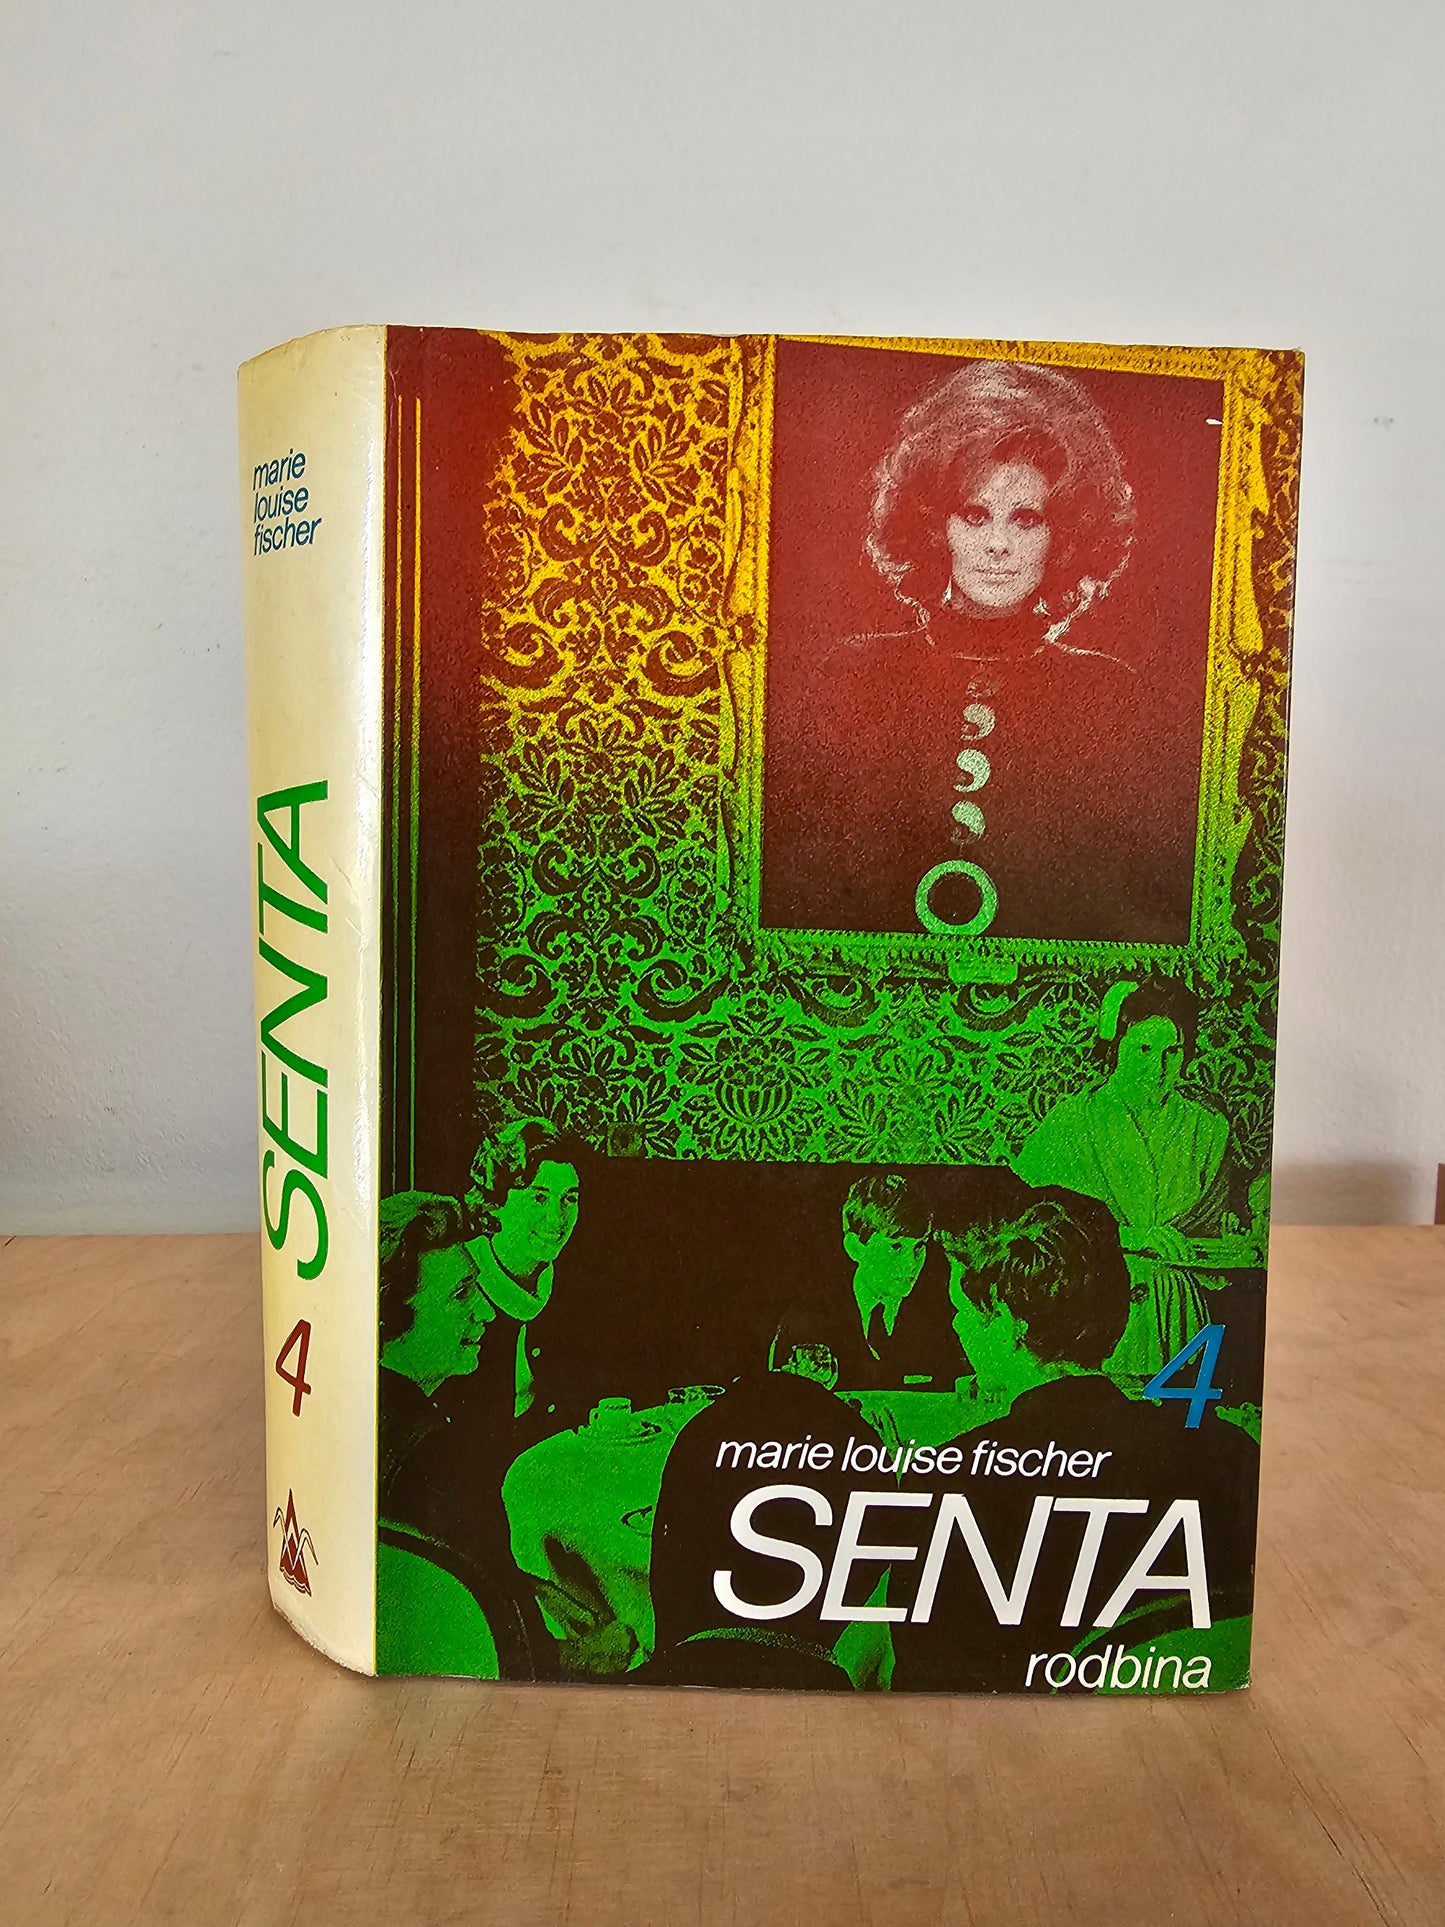 marie
louise
fischer
SENTA
4
4
marie louise fischer
SENTA
rodbina